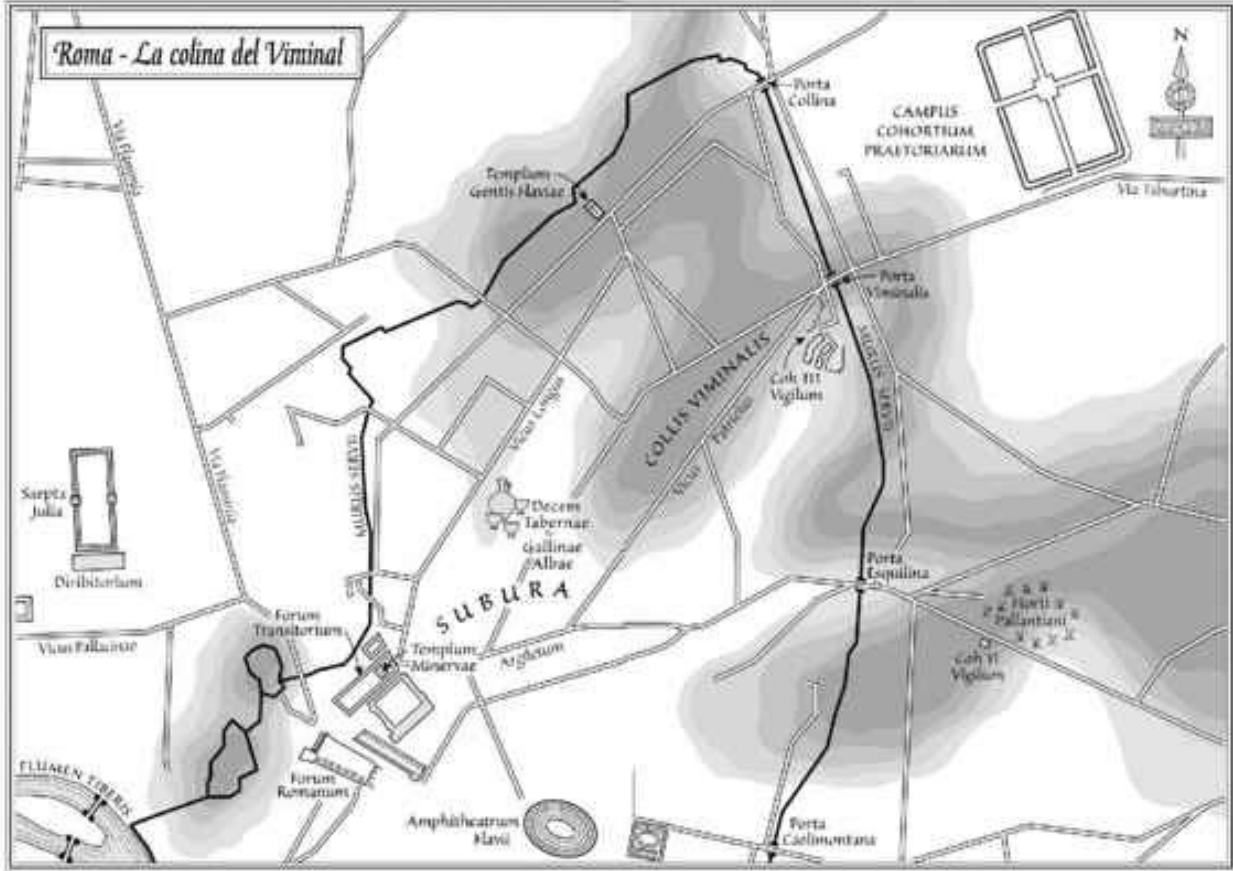 Roma - La colina del Viminal
N
Porta
Collina
CAMPUS
COHORTIUM
PRAETORIARUM
Via Flaminia
Templum
Gentis Flaviae
Via Tiburtina
Porta
Viminalis
COLLIS VIMINALIS
Coh III
Vigilum
MURUS SERVII
Vicus Longus
Vicus Patricius
Saepta
Julia
Via Flaminia
MURUS SERVII
Decem
Tabernae
Gallinae
Albae
Diribitorium
Porta
Esquilina
SUBURA
Horti
Pallantiani
Forum
Transitorium
Templum
Minervae
Argiletum
Coh VI
Vigilum
Vicus Pallacinae
FLUMEN TIBERIS
Forum
Romanum
Amphitheatrum
Flavii
Porta
Caelimontana